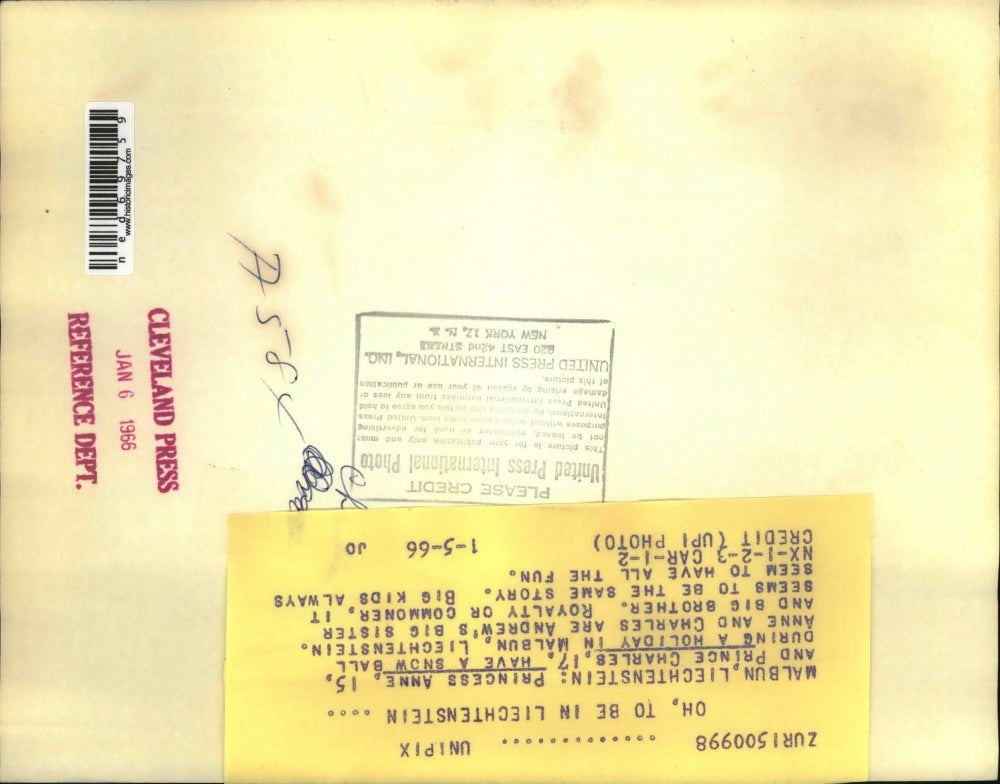 ZURI500998 ............. UNIPIX
OH, TO BE IN LIECHTENSTEIN ....
MALBUN, LIECHTENSTEIN: PRINCESS ANNE, 15,
AND PRINCE CHARLES, 17, HAVE A SNOW BALL
DURING A HOLIDAY IN MALBUN, LIECHTENSTEIN.
ANNE AND CHARLES ARE ANDREW'S BIG SISTER
AND BIG BROTHER. ROYALTY OR COMMONER, IT
SEEMS TO BE THE SAME STORY. BIG KIDS ALWAYS
SEEM TO HAVE ALL THE FUN.
NX-1-2-3 CAR-1-2
CREDIT (UPI PHOTO) 1-5-66 JO
PLEASE CREDIT
United Press International Photo
This picture is for your publication only and must
not be loaned, syndicated or used for advertising
purposes without written permission from United Press
International. By accepting this picture you agree to hold
United Press International harmless from any loss or
damage arising by reason of your use or publication
of this picture.
UNITED PRESS INTERNATIONAL, INC.
220 EAST 42nd STREET
NEW YORK 17, N. Y.
CLEVELAND PRESS
JAN 6 1966
REFERENCE DEPT.
www.historicimages.com
ned69759